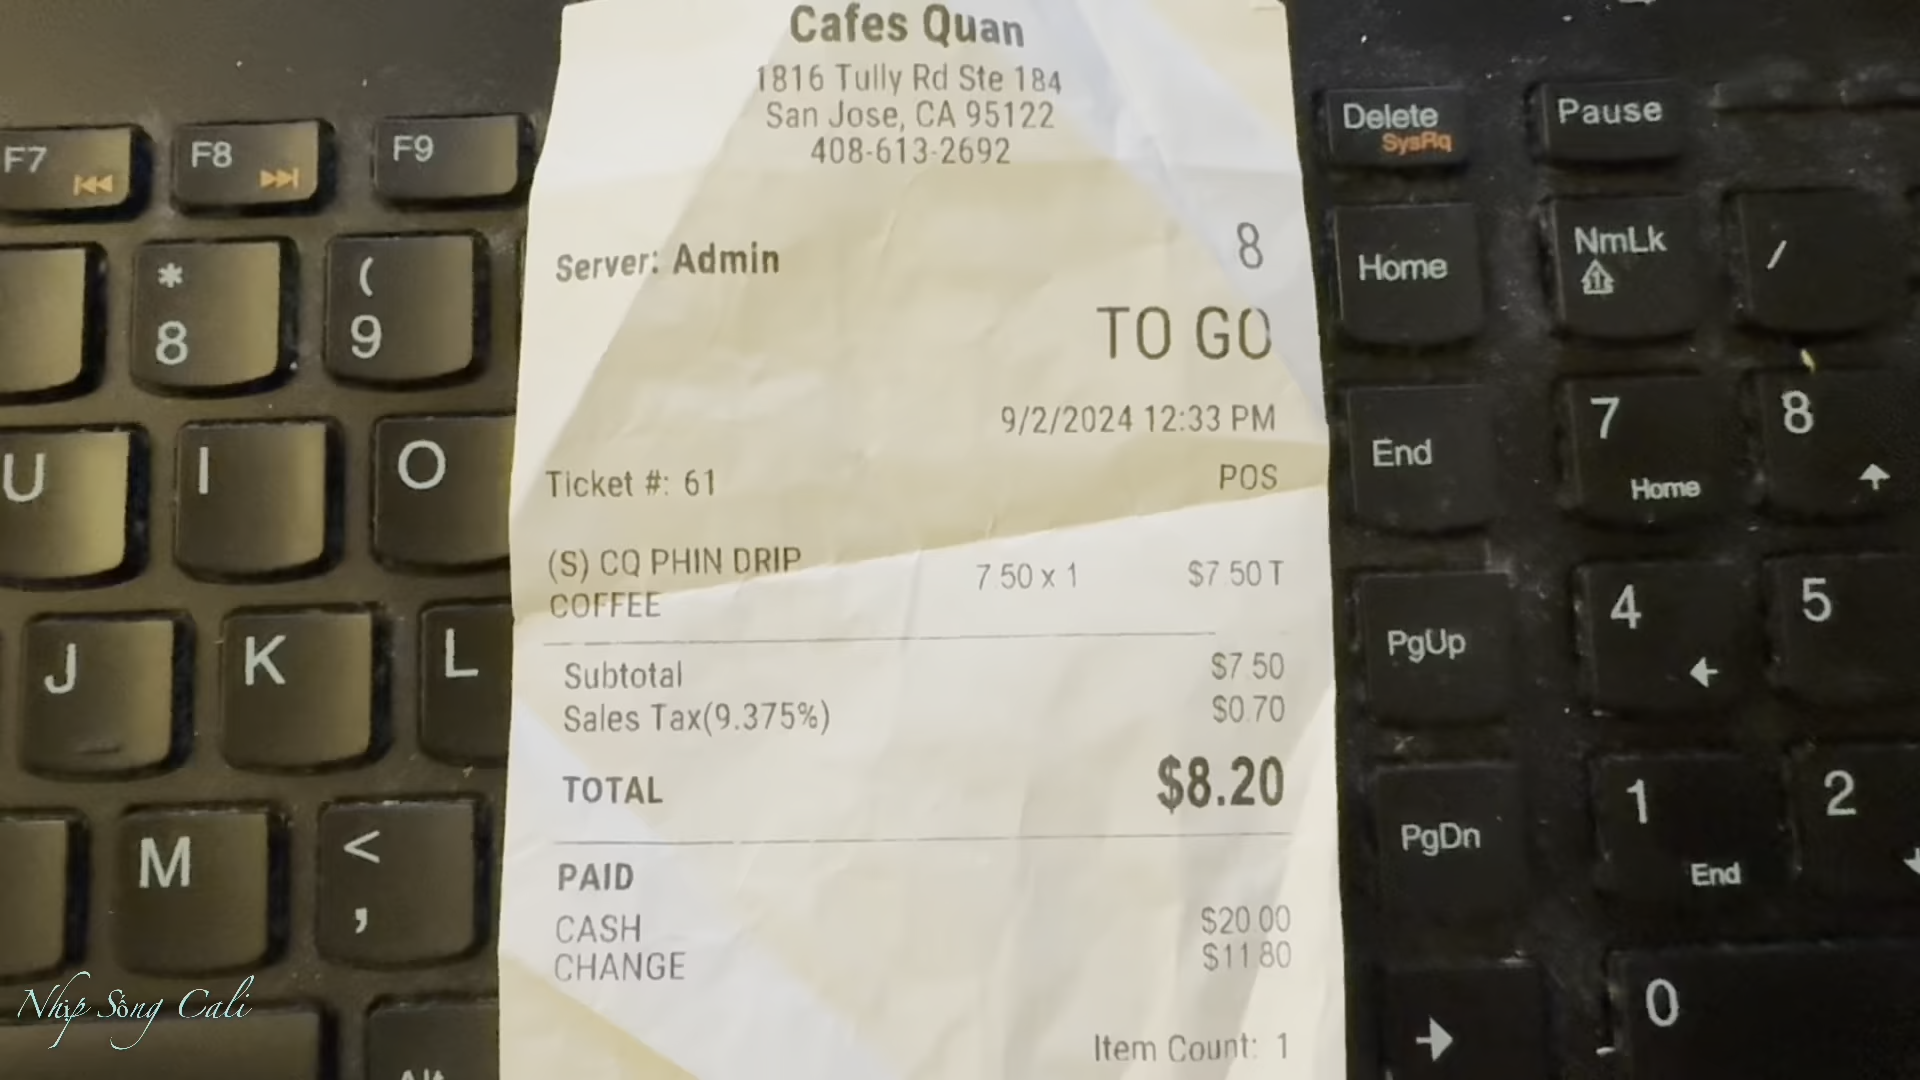 Cafes Quan
1816 Tully Rd Ste 184
San Jose, CA 95122
408-613-2692
Server: Admin
8
TO GO
9/2/2024 12:33 PM
Ticket #: 61
POS
(S) CQ PHIN DRIP
COFFEE
7.50 x 1
$7.50 T
Subtotal $7.50
Sales Tax(9.375%) $0.70
TOTAL $8.20
PAID
CASH $20.00
CHANGE $11.80
Item Count: 1
F7
F8
F9
*
8
(
9
U
I
O
J
K
L
M
<
,
Delete
SysRq
Pause
Home
NmLk
/
End
7
Home
8
PgUp
4
5
PgDn
1
End
2
0
Nhịp Sống Cali